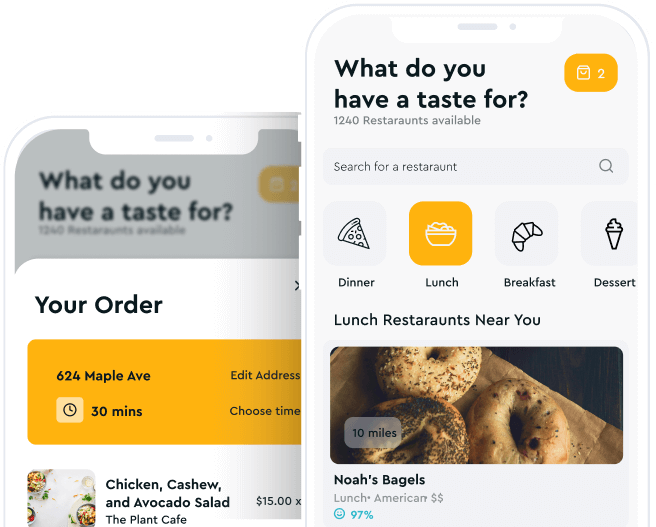 What do you
have a taste for?
1240 Restaraunts available
Your Order
624 Maple Ave
Edit Address
30 mins
Choose time
Chicken, Cashew,
and Avocado Salad
$15.00 x
The Plant Cafe
What do you
have a taste for?
2
1240 Restaraunts available
Search for a restaraunt
Dinner
Lunch
Breakfast
Dessert
Lunch Restaraunts Near You
10 miles
Noah's Bagels
Lunch• American• $$
97%